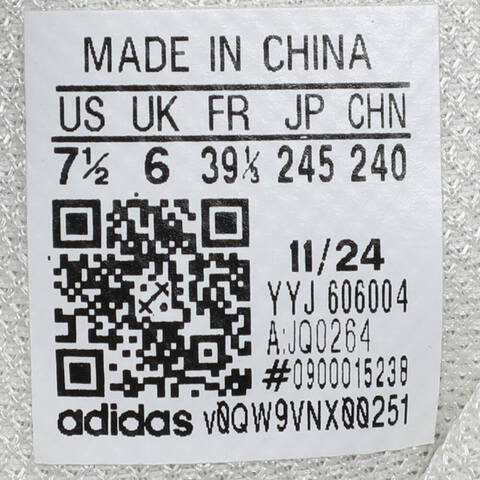 MADE IN CHINA
US UK FR JP CHN
7½ 6 39⅓ 245 240
11/24
YYJ 606004
A:JQ0264
#0900015238
adidas v0QW9VNX00251